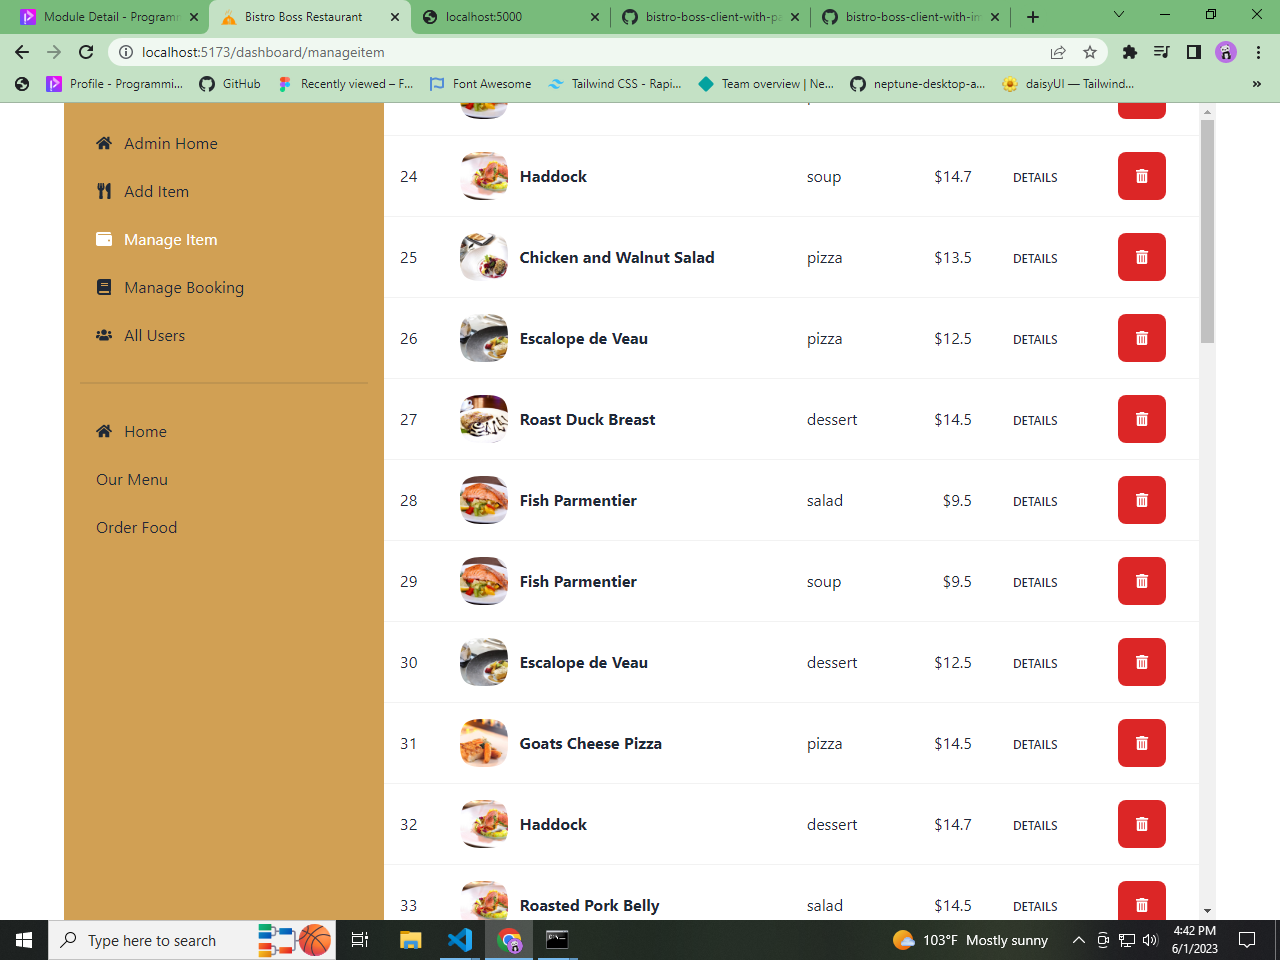 Module Detail - Programm
Bistro Boss Restaurant
localhost:5000
bistro-boss-client-with-pa
bistro-boss-client-with-im
localhost:5173/dashboard/manageitem
Profile - Programmi...
GitHub
Recently viewed – F...
Font Awesome
Tailwind CSS - Rapi...
Team overview | Ne...
neptune-desktop-a...
daisyUI — Tailwind...
»
Admin Home
Add Item
Manage Item
Manage Booking
All Users
Home
Our Menu
Order Food
24 Haddock soup $14.7 DETAILS
25 Chicken and Walnut Salad pizza $13.5 DETAILS
26 Escalope de Veau pizza $12.5 DETAILS
27 Roast Duck Breast dessert $14.5 DETAILS
28 Fish Parmentier salad $9.5 DETAILS
29 Fish Parmentier soup $9.5 DETAILS
30 Escalope de Veau dessert $12.5 DETAILS
31 Goats Cheese Pizza pizza $14.5 DETAILS
32 Haddock dessert $14.7 DETAILS
33 Roasted Pork Belly salad $14.5 DETAILS
Type here to search
103°F Mostly sunny
4:42 PM
6/1/2023